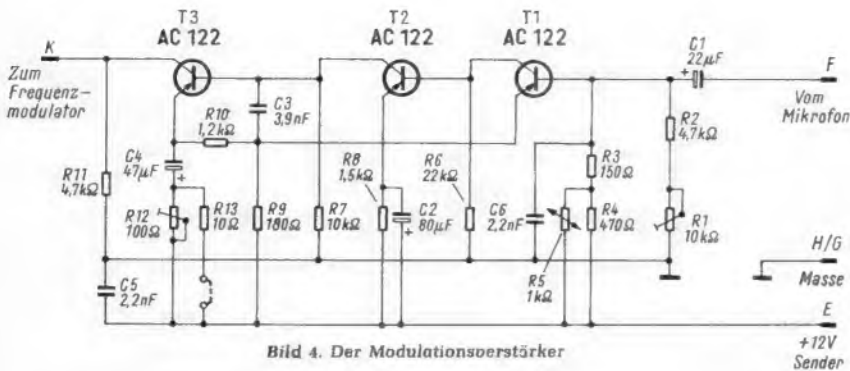 T3
AC 122
T2
AC 122
T1
AC 122
C1
22µF
K
F
Zum
Frequenz-
modulator
Vom
Mikrofon
R10
1,2kΩ
C3
3,9nF
R2
4,7kΩ
R3
150Ω
C4
47µF
R11
4,7kΩ
R8
1,5kΩ
R6
22kΩ
R12
100Ω
R13
10Ω
R9
180Ω
R7
10kΩ
C2
80µF
C6
2,2nF
R4
470Ω
R1
10kΩ
H/G
Masse
R5
1kΩ
C5
2,2nF
E
+12V
Sender
Bild 4. Der Modulationsverstärker